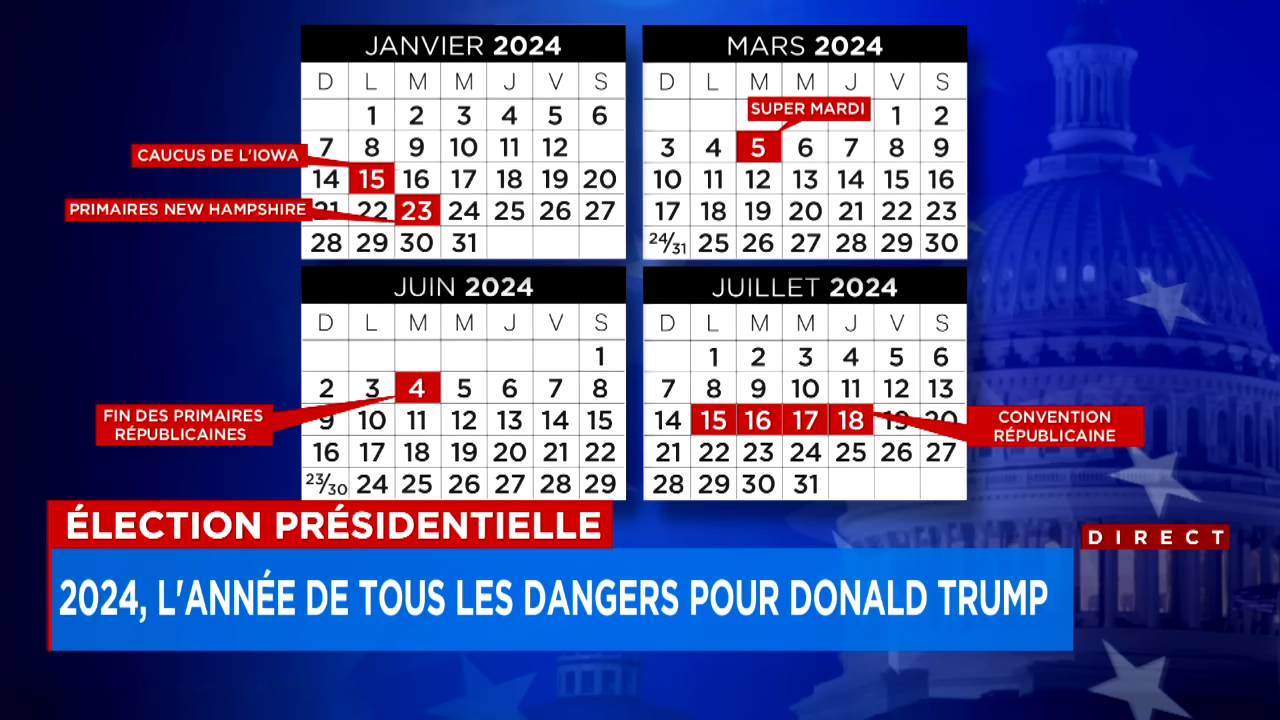 JANVIER 2024
D L M M J V S
1 2 3 4 5 6
7 8 9 10 11 12
CAUCUS DE L'IOWA
14 15 16 17 18 19 20
PRIMAIRES NEW HAMPSHIRE
21 22 23 24 25 26 27
28 29 30 31
MARS 2024
D L M M J V S
SUPER MARDI
1 2
3 4 5 6 7 8 9
10 11 12 13 14 15 16
17 18 19 20 21 22 23
24/31 25 26 27 28 29 30
JUIN 2024
D L M M J V S
1
2 3 4 5 6 7 8
FIN DES PRIMAIRES
RÉPUBLICAINES
9 10 11 12 13 14 15
16 17 18 19 20 21 22
23/30 24 25 26 27 28 29
JUILLET 2024
D L M M J V S
1 2 3 4 5 6
7 8 9 10 11 12 13
14 15 16 17 18 19 20
CONVENTION
RÉPUBLICAINE
21 22 23 24 25 26 27
28 29 30 31
ÉLECTION PRÉSIDENTIELLE
DIRECT
2024, L'ANNÉE DE TOUS LES DANGERS POUR DONALD TRUMP